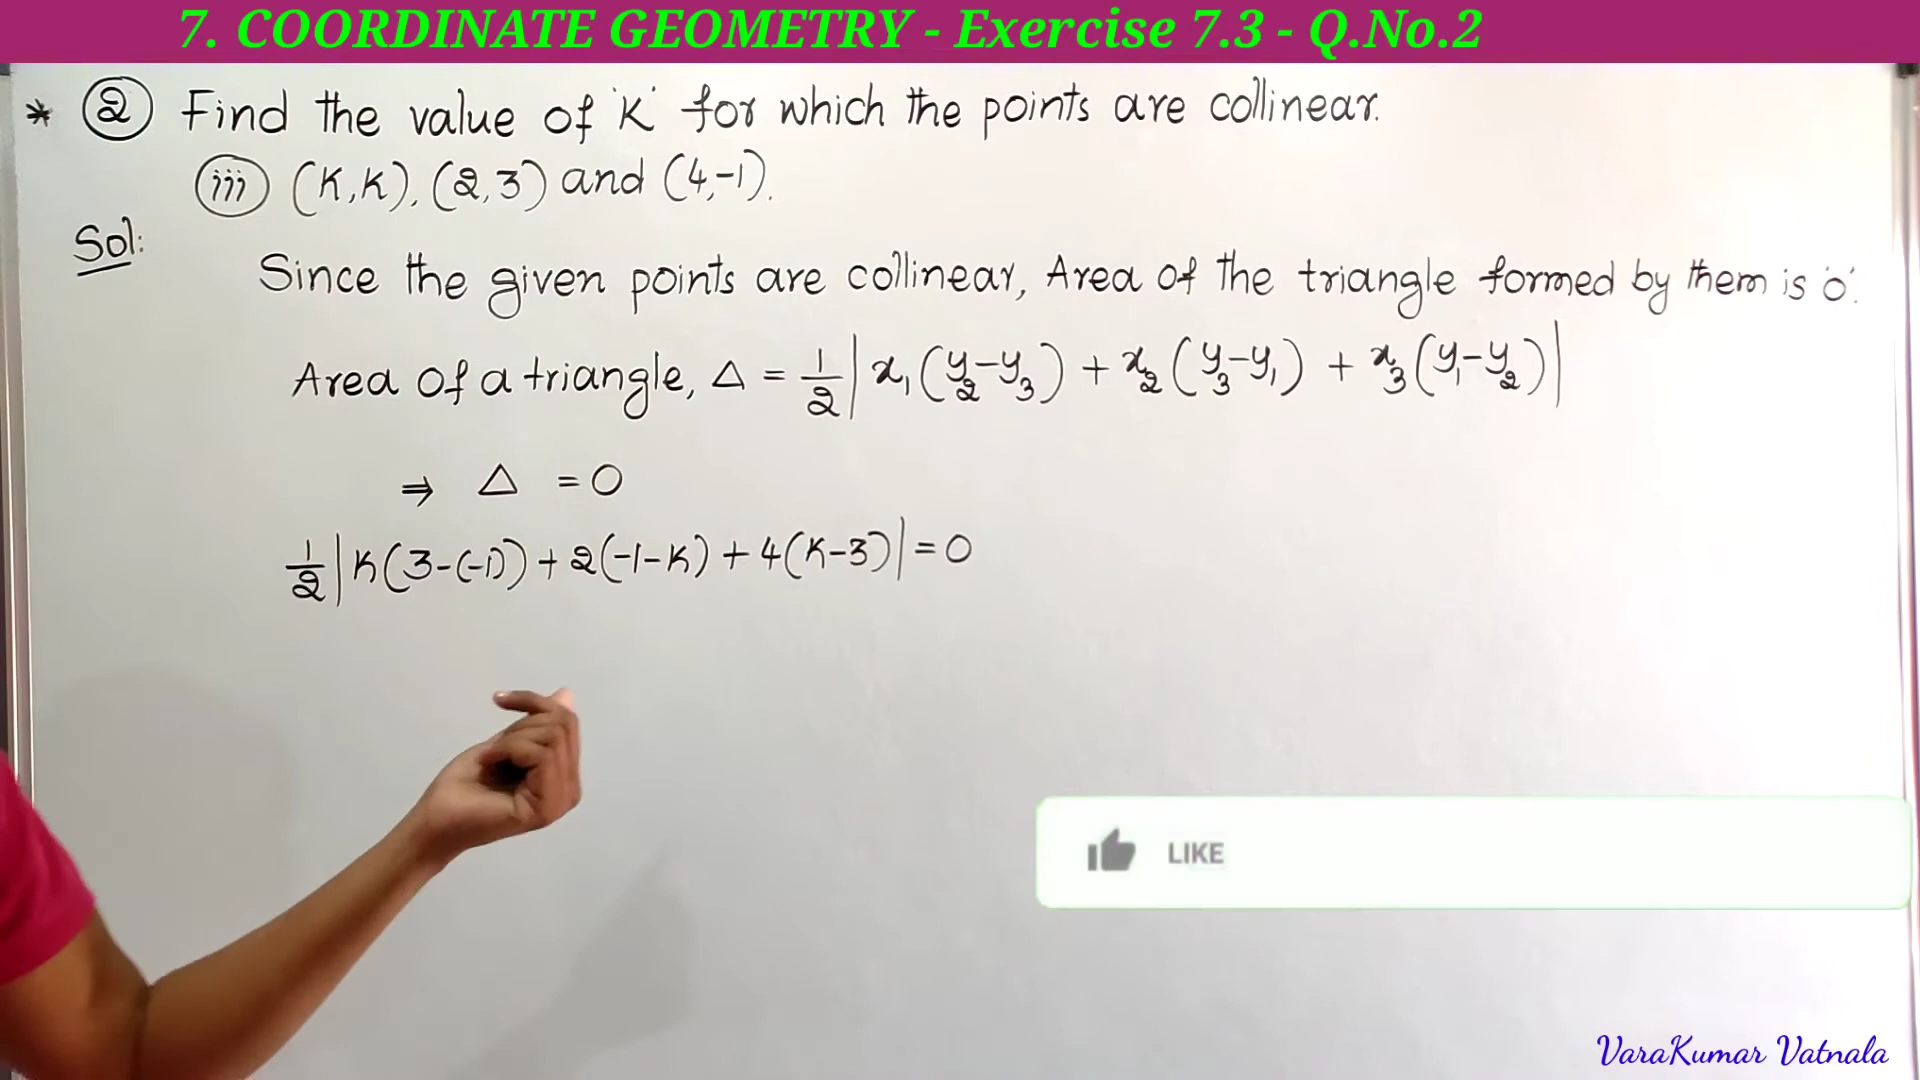 7. COORDINATE GEOMETRY - Exercise 7.3 - Q.No.2
* ② Find the value of 'K' for which the points are collinear.
(iii) (K,K), (2,3) and (4,-1).
Sol:
Since the given points are collinear, Area of the triangle formed by them is '0'.
Area of a triangle, △ = 1/2 | x₁(y₂-y₃) + x₂(y₃-y₁) + x₃(y₁-y₂) |
⇒ △ = 0
1/2 | K(3-(-1)) + 2(-1-K) + 4(K-3) | = 0
LIKE
VaraKumar Vatnala